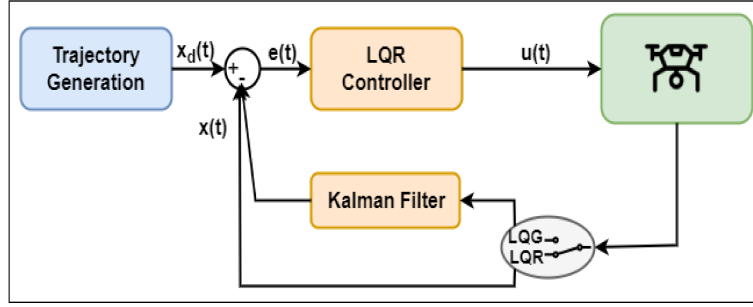 Trajectory
Generation
x_d(t)
+
-
e(t)
LQR
Controller
u(t)
x(t)
Kalman Filter
LQG
LQR